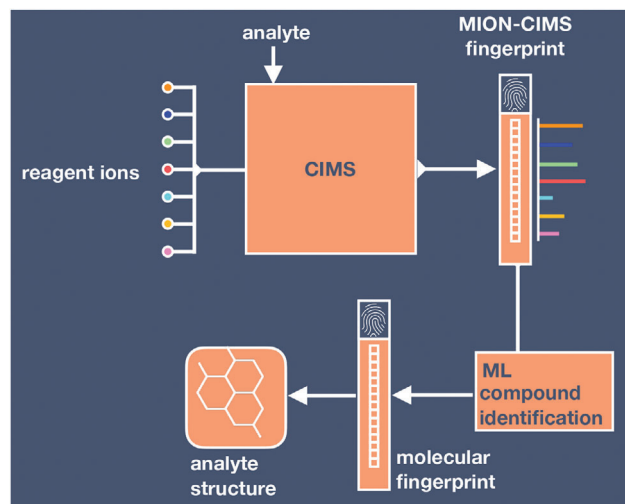 analyte
MION-CIMS
fingerprint
reagent ions
CIMS
ML
compound
identification
analyte
structure
molecular
fingerprint